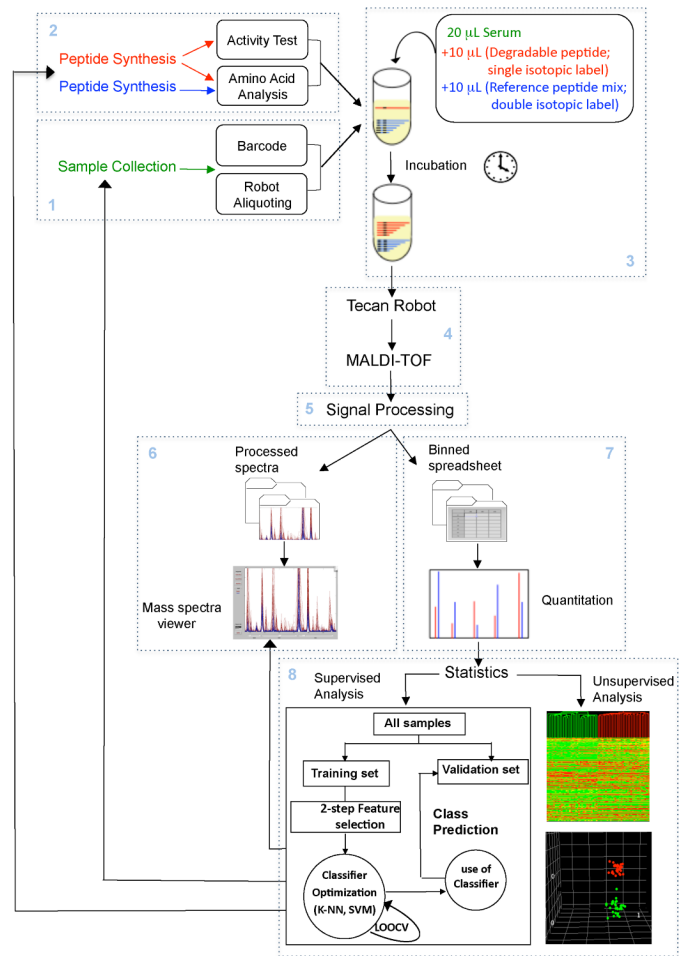 2
Peptide Synthesis
Peptide Synthesis
Activity Test
Amino Acid
Analysis
20 µL Serum
+10 µL (Degradable peptide;
single isotopic label)
+10 µL (Reference peptide mix;
double isotopic label)
Sample Collection
Barcode
Robot
Aliquoting
1
Incubation
3
Tecan Robot
4
MALDI-TOF
5
Signal Processing
6
Processed
spectra
Mass spectra
viewer
Binned
spreadsheet
7
Quantitation
8
Statistics
Supervised
Analysis
Unsupervised
Analysis
All samples
Training set
Validation set
2-step Feature
selection
Class
Prediction
Classifier
Optimization
(K-NN, SVM)
use of
Classifier
LOOCV